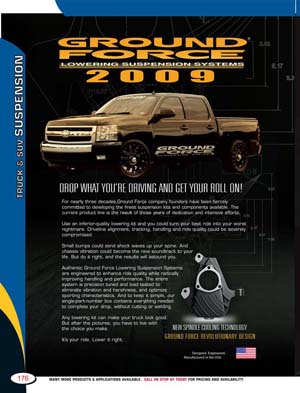 GROUND
FORCE
LOWERING SUSPENSION SYSTEMS
2009
TRUCK & SUV SUSPENSION
GROUND
FORCE
DROP WHAT YOU'RE DRIVING AND GET YOUR ROLL ON!
For nearly three decades,Ground Force company founders have been fiercely
committed to developing the finest suspension kits and components available. The
current product line is the result of those years of dedication and intensive efforts.
Use an inferior-quality lowering kit and you could turn your best ride into your worst
nightmare. Driveline alignment, tracking, handling and ride quality could be severely
compromised.
Small bumps could send shock waves up your spine. And
chassis vibration could become the new soundtrack to your
life. But do it right, and the results will astound you.
Authentic Ground Force Lowering Suspension Systems
are engineered to enhance ride quality while radically
improving handling and performance. The entire
system is precision tuned and load-tested to
eliminate vibration and harshness, and optimize
sporting characteristics. And to keep it simple, our
single-part-number box contains everything needed
to complete your drop, without cutting or welding.
Any lowering kit can make your truck look good.
But after the pictures, you have to live with
the choice you make.
It's your ride. Lower it right.
NEW SPINDLE COOLING TECHNOLOGY
GROUND FORCE REVOLUTIONARY DESIGN
Designed, Engineered,
Manufactured in the USA.
176
MANY MORE PRODUCTS & APPLICATIONS AVAILABLE. CALL OR STOP BY TODAY FOR PRICING AND AVAILABILITY!